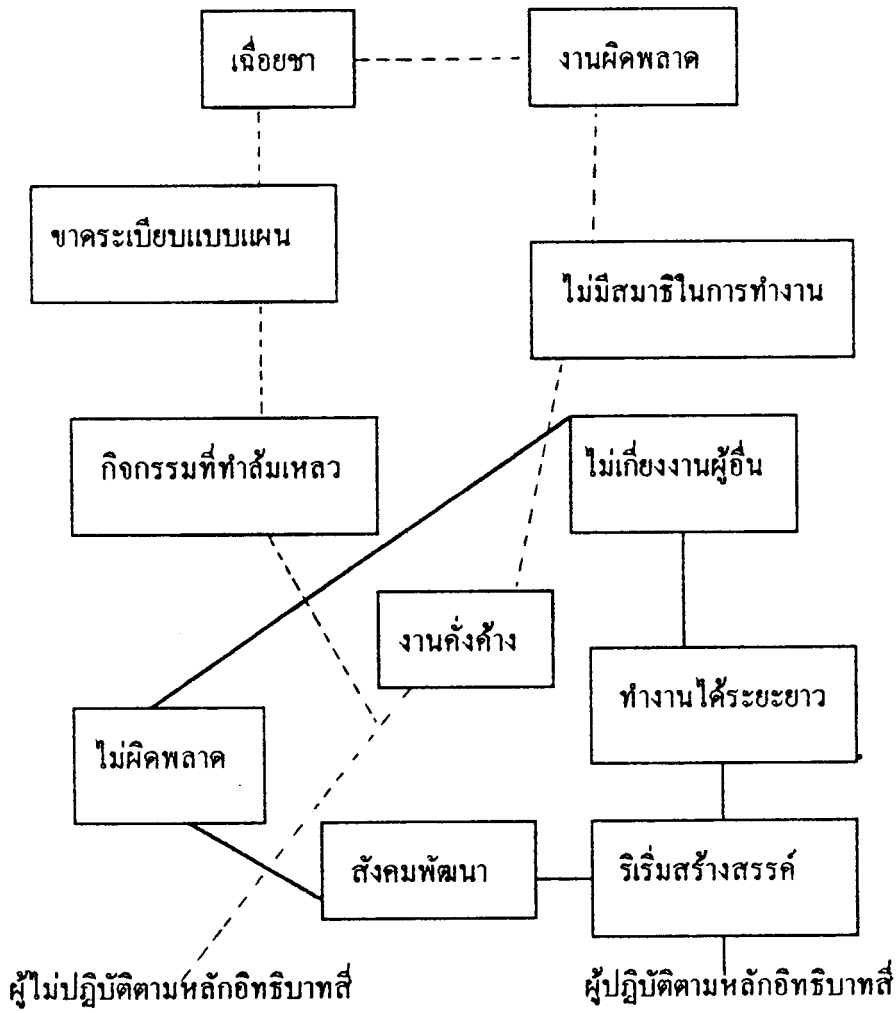 เฉื่อยชา
งานผิดพลาด
ขาดระเบียบแบบแผน
ไม่มีสมาธิในการทำงาน
กิจกรรมที่ทำล้มเหลว
ไม่เกี่ยงงานผู้อื่น
งานคั่งค้าง
ทำงานได้ระยะยาว
ไม่ผิดพลาด
สังคมพัฒนา
ริเริ่มสร้างสรรค์
ผู้ไม่ปฏิบัติตามหลักอิทธิบาทสี่
ผู้ปฏิบัติตามหลักอิทธิบาทสี่